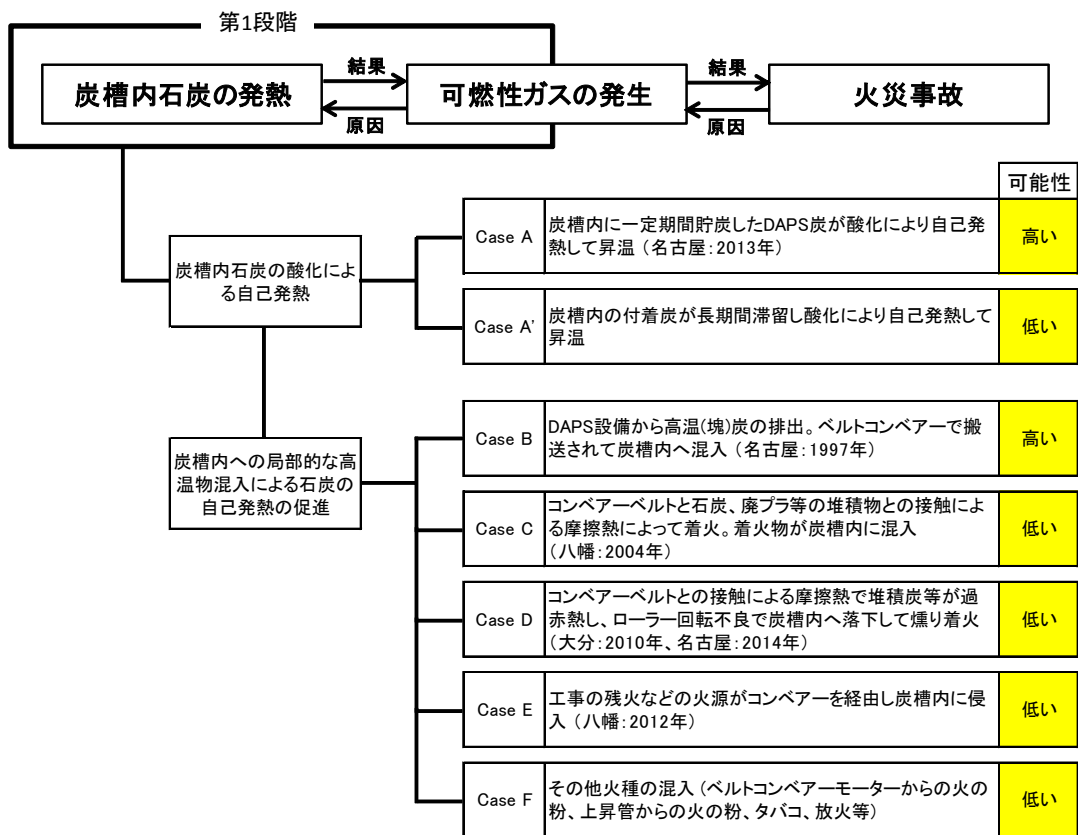 第1段階
炭槽内石炭の発熱
結果
原因
可燃性ガスの発生
結果
原因
火災事故
可能性
炭槽内石炭の酸化によ
る自己発熱
Case A
炭槽内に一定期間貯炭したDAPS炭が酸化により自己発
熱して昇温（名古屋：2013年）
高い
Case A'
炭槽内の付着炭が長期間滞留し酸化により自己発熱して
昇温
低い
炭槽内への局部的な高
温物混入による石炭の
自己発熱の促進
Case B
DAPS設備から高温(塊)炭の排出。ベルトコンベアーで搬
送されて炭槽内へ混入（名古屋：1997年）
高い
Case C
コンベアーベルトと石炭、廃プラ等の堆積物との接触によ
る摩擦熱によって着火。着火物が炭槽内に混入
（八幡：2004年）
低い
Case D
コンベアーベルトとの接触による摩擦熱で堆積炭等が過
赤熱し、ローラー回転不良で炭槽内へ落下して燻り着火
（大分：2010年、名古屋：2014年）
低い
Case E
工事の残火などの火源がコンベアーを経由し炭槽内に侵
入（八幡：2012年）
低い
Case F
その他火種の混入（ベルトコンベアーモーターからの火の
粉、上昇管からの火の粉、タバコ、放火等）
低い